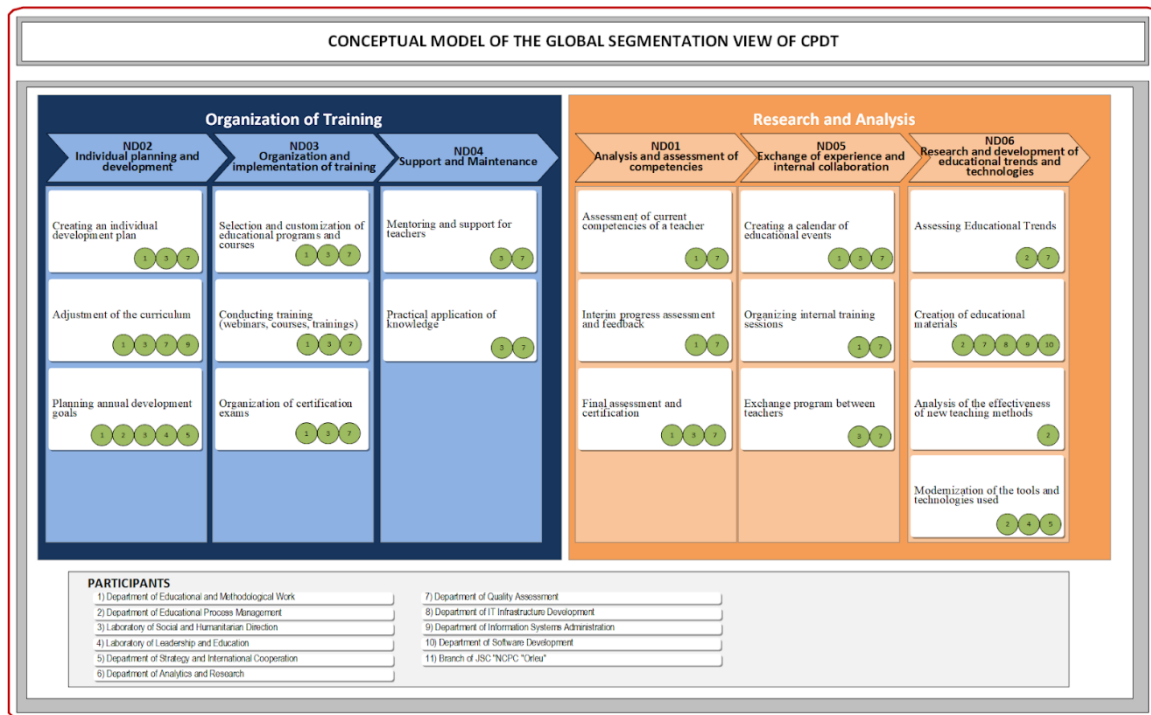 CONCEPTUAL MODEL OF THE GLOBAL SEGMENTATION VIEW OF CPDT
Organization of Training
ND02
Individual planning and
development
ND03
Organization and
implementation of training
ND04
Support and Maintenance
Creating an individual
development plan
1 3 7
Selection and customization of
educational programs and
courses
1 3 7
Mentoring and support for
teachers
3 7
Adjustment of the curriculum
1 3 7 9
Conducting training
(webinars, courses, trainings)
1 3 7
Practical application of
knowledge
3 7
Planning annual development
goals
1 2 3 4 5
Organization of certification
exams
1 3 7
Research and Analysis
ND01
Analysis and assessment of
competencies
ND05
Exchange of experience and
internal collaboration
ND06
Research and development of
educational trends and
technologies
Assessment of current
competencies of a teacher
1 7
Creating a calendar of
educational events
1 3 7
Assessing Educational Trends
2 7
Interim progress assessment
and feedback
1 7
Organizing internal training
sessions
1 7
Creation of educational
materials
2 7 8 9 10
Final assessment and
certification
1 3 7
Exchange program between
teachers
3 7
Analysis of the effectiveness
of new teaching methods
2
Modernization of the tools and
technologies used
2 4 5
PARTICIPANTS
1) Department of Educational and Methodological Work
2) Department of Educational Process Management
3) Laboratory of Social and Humanitarian Direction
4) Laboratory of Leadership and Education
5) Department of Strategy and International Cooperation
6) Department of Analytics and Research
7) Department of Quality Assessment
8) Department of IT Infrastructure Development
9) Department of Information Systems Administration
10) Department of Software Development
11) Branch of JSC "NCPC "Orleu"